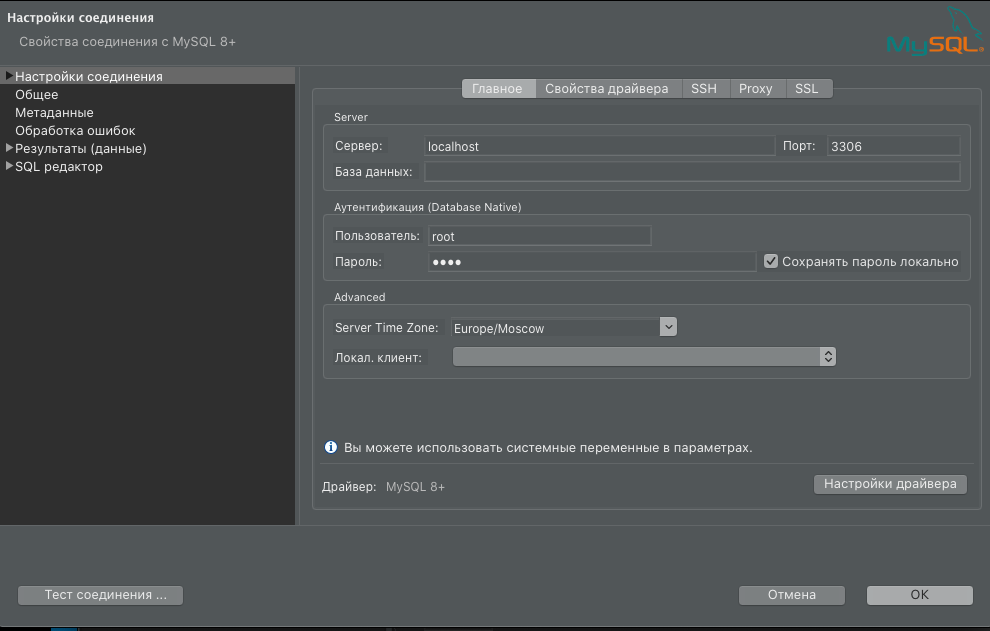 Настройки соединения
Свойства соединения с MySQL 8+
MySQL®
Настройки соединения
Общее
Метаданные
Обработка ошибок
Результаты (данные)
SQL редактор
Главное Свойства драйвера SSH Proxy SSL
Server
Сервер: localhost Порт: 3306
База данных:
Аутентификация (Database Native)
Пользователь: root
Пароль: •••• Сохранять пароль локально
Advanced
Server Time Zone: Europe/Moscow
Локал. клиент:
Вы можете использовать системные переменные в параметрах.
Драйвер: MySQL 8+ Настройки драйвера
Тест соединения ... Отмена ОК